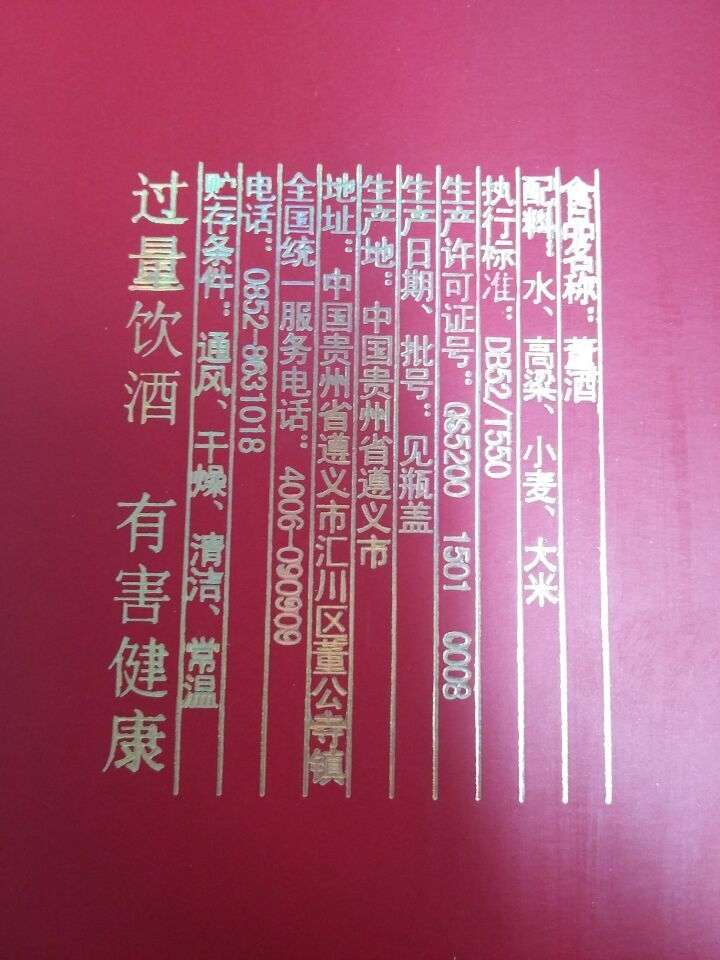 食品名称：董酒
配料：水、高粱、小麦、大米
执行标准：DB52/T550
生产许可证号：QS5200 1501 0008
生产日期、批号：见瓶盖
生产地：中国贵州省遵义市
地址：中国贵州省遵义市汇川区董公寺镇
全国统一服务电话：4006-090909
电话：0852-8631018
贮存条件：通风、干燥、清洁、常温
过量饮酒 有害健康